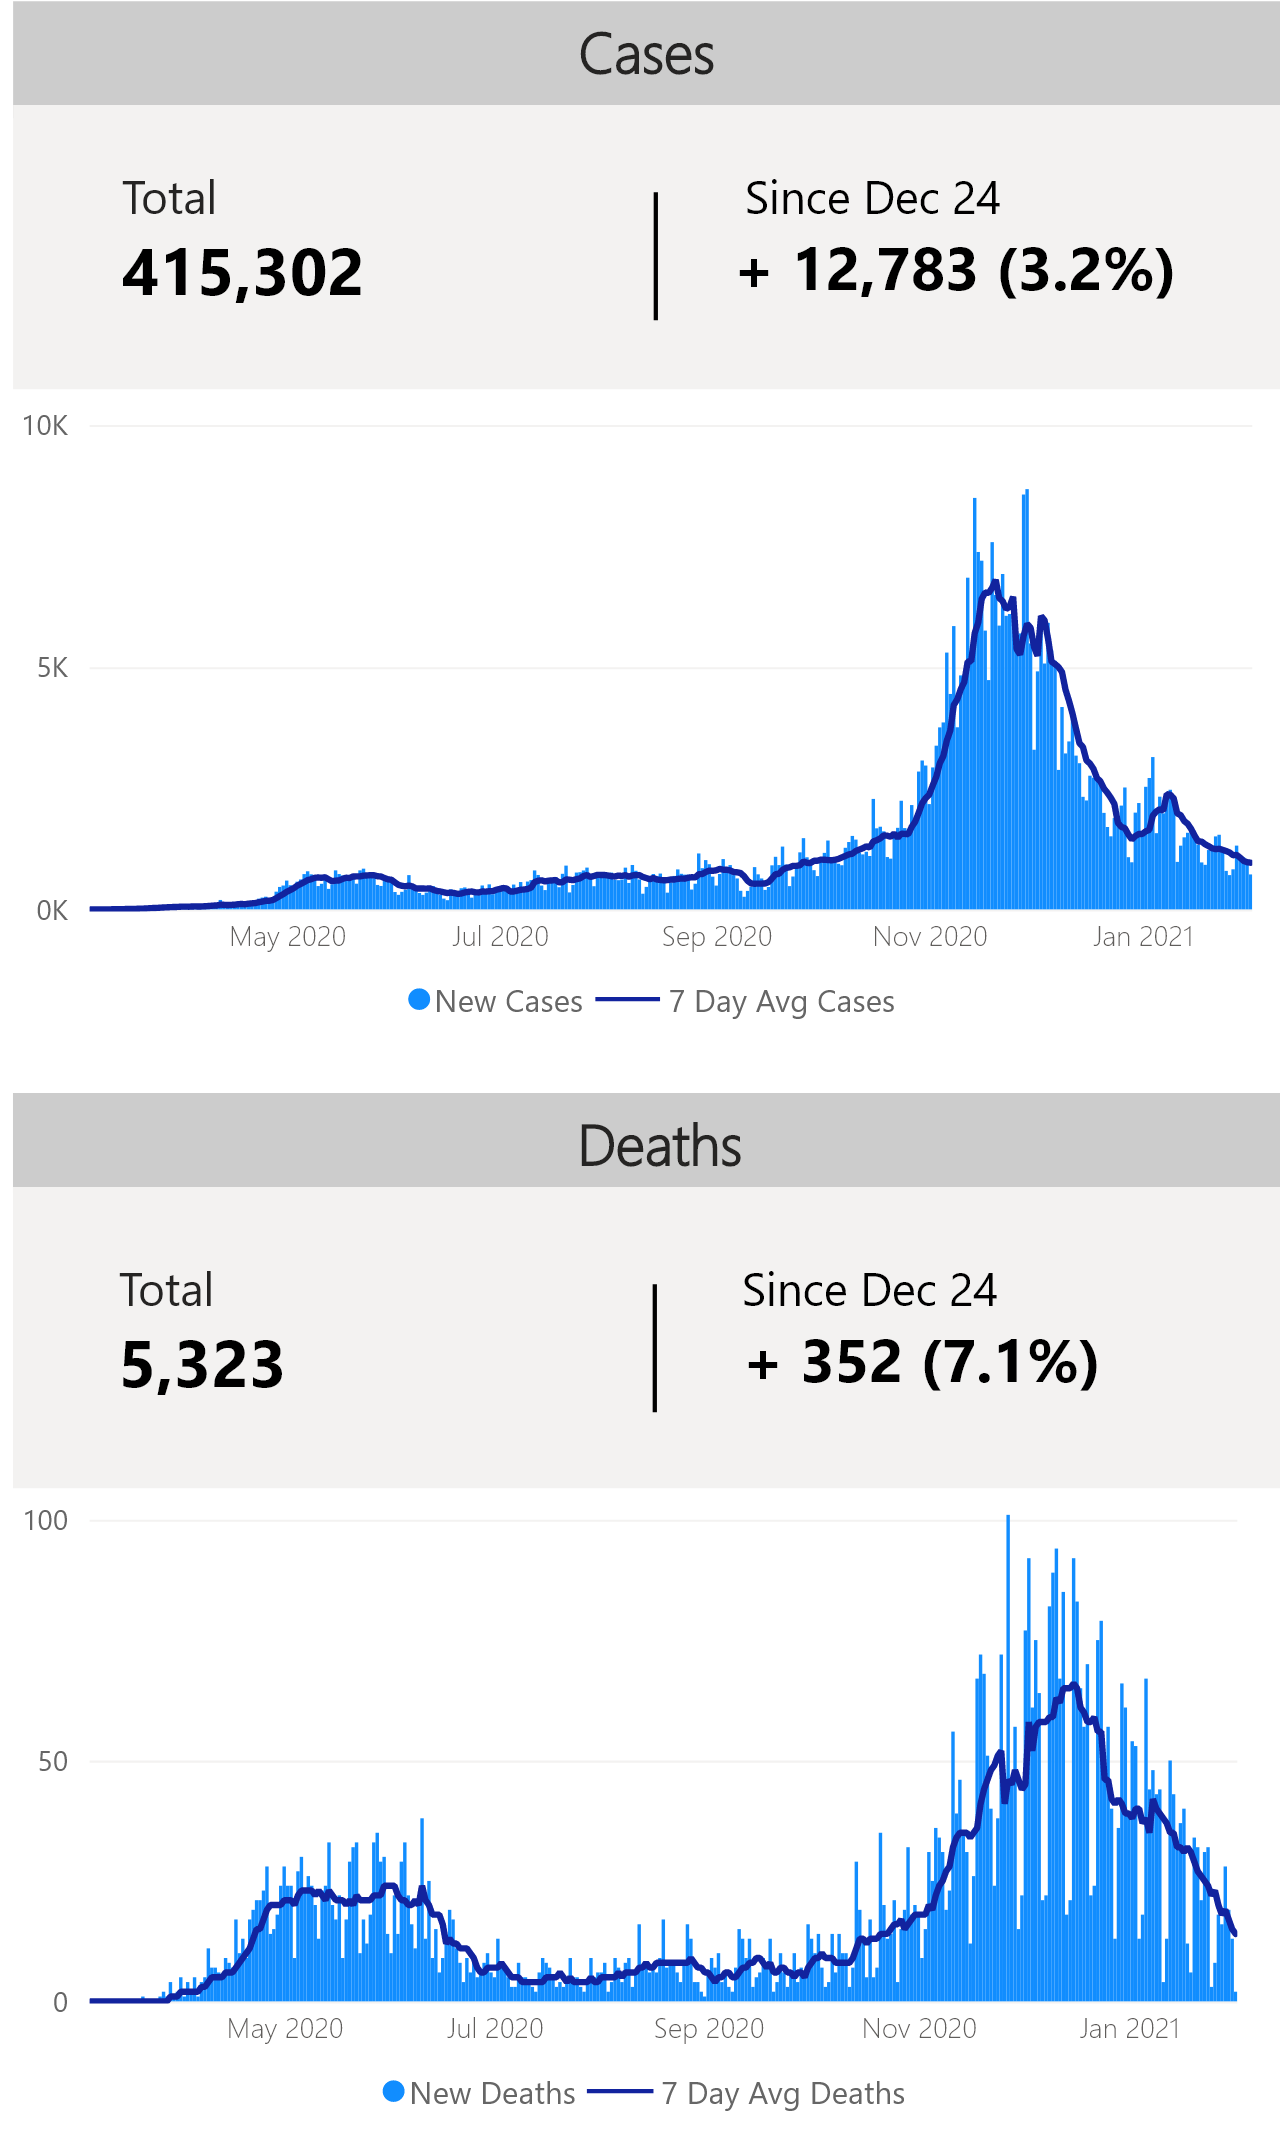 Cases
Total
Since Dec 24
415,302
+ 12,783 (3.2%)
10K
5K
0K
May 2020
Jul 2020
Sep 2020
Nov 2020
Jan 2021
New Cases
7 Day Avg Cases
Deaths
Total
Since Dec 24
5,323
+ 352 (7.1%)
100
50
0
May 2020
Jul 2020
Sep 2020
Nov 2020
Jan 2021
New Deaths
7 Day Avg Deaths